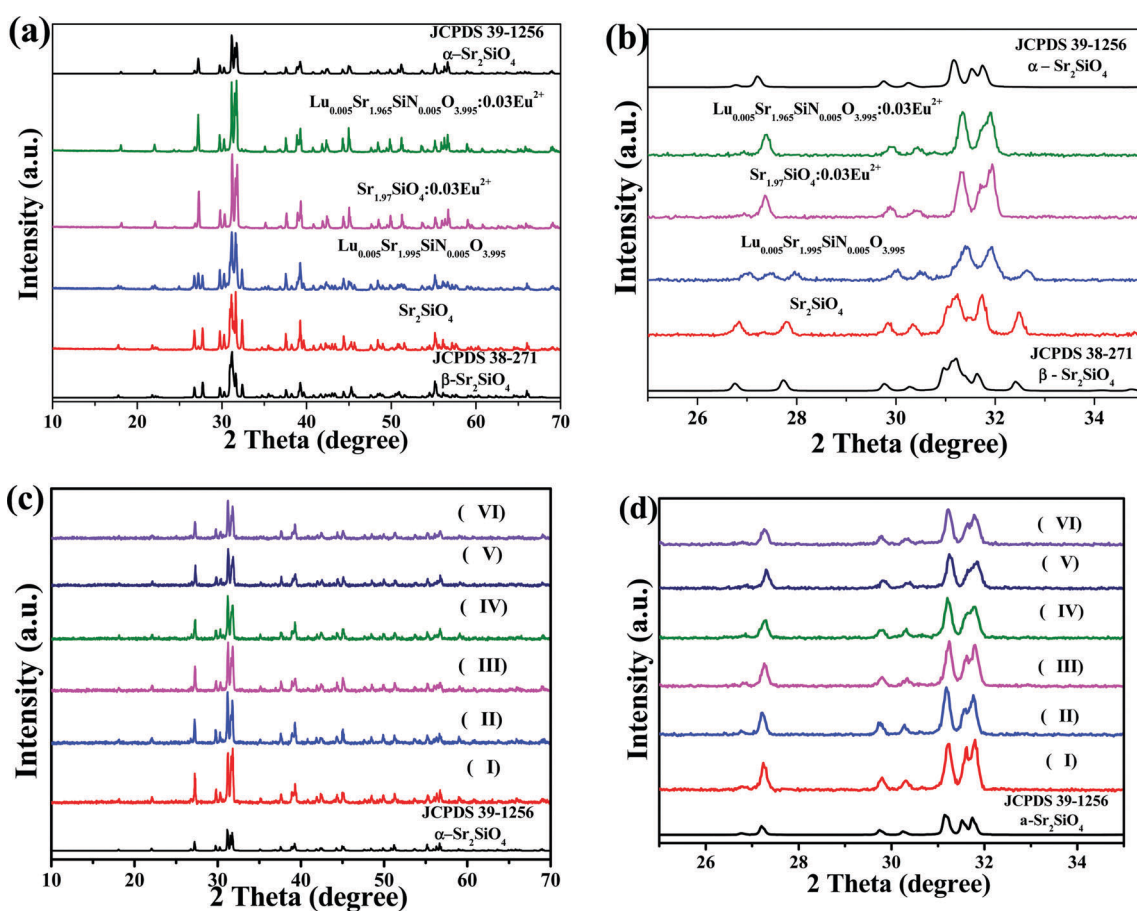 (a)
JCPDS 39-1256
α–Sr₂SiO₄
Lu₀.₀₀₅Sr₁.₉₆₅SiN₀.₀₀₅O₃.₉₉₅:0.03Eu²⁺
Sr₁.₉₇SiO₄:0.03Eu²⁺
Lu₀.₀₀₅Sr₁.₉₉₅SiN₀.₀₀₅O₃.₉₉₅
Sr₂SiO₄
JCPDS 38-271
β-Sr₂SiO₄
Intensity (a.u.)
10 20 30 40 50 60 70
2 Theta (degree)
(b)
JCPDS 39-1256
α – Sr₂SiO₄
Lu₀.₀₀₅Sr₁.₉₆₅SiN₀.₀₀₅O₃.₉₉₅:0.03Eu²⁺
Sr₁.₉₇SiO₄:0.03Eu²⁺
Lu₀.₀₀₅Sr₁.₉₉₅SiN₀.₀₀₅O₃.₉₉₅
Sr₂SiO₄
JCPDS 38-271
β - Sr₂SiO₄
Intensity (a.u.)
26 28 30 32 34
2 Theta (degree)
(c)
( VI)
( V)
( IV)
( III)
( II)
( I)
JCPDS 39-1256
α–Sr₂SiO₄
Intensity (a.u.)
10 20 30 40 50 60 70
2 Theta (degree)
(d)
( VI)
( V)
( IV)
( III)
( II)
( I)
JCPDS 39-1256
a-Sr₂SiO₄
Intensity (a.u.)
26 28 30 32 34
2 Theta (degree)